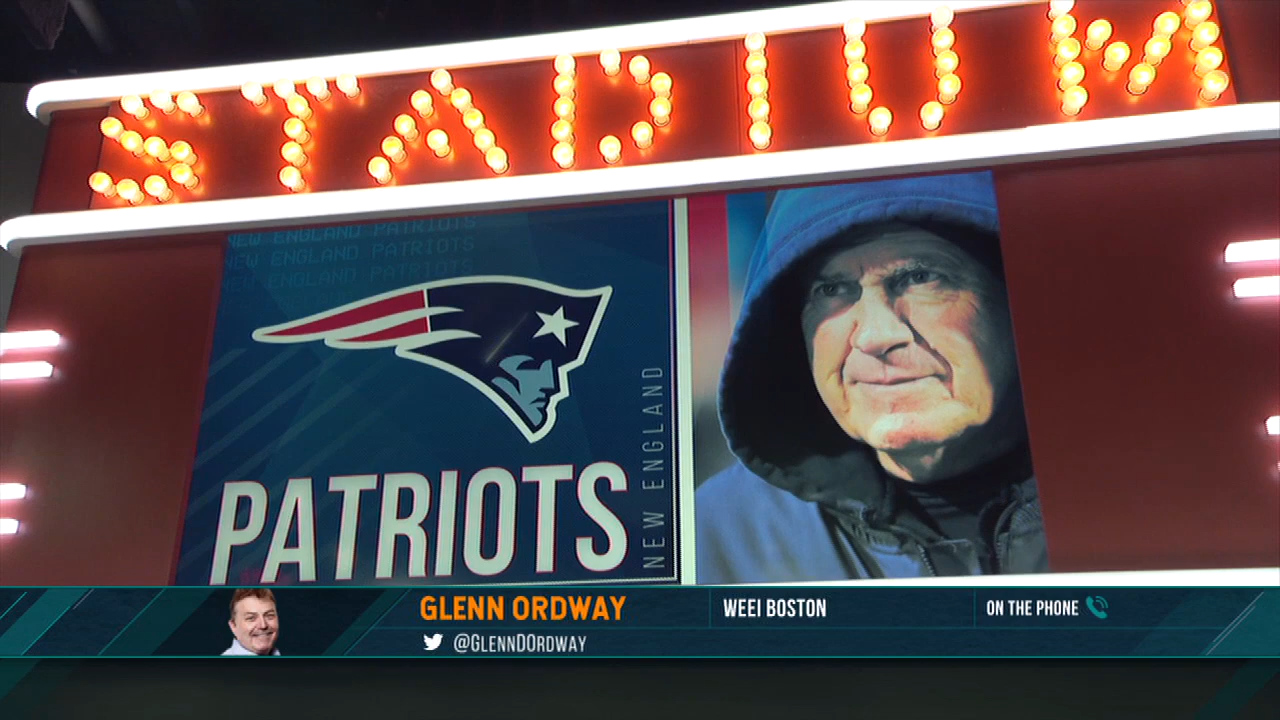 STADIUM
NEW ENGLAND PATRIOTS
NEW ENGLAND PATRIOTS
NEW ENGLAND PATRIOTS
PATRIOTS
NEW ENGLAND
GLENN ORDWAY
WEEI BOSTON
ON THE PHONE
@GLENNDORDWAY